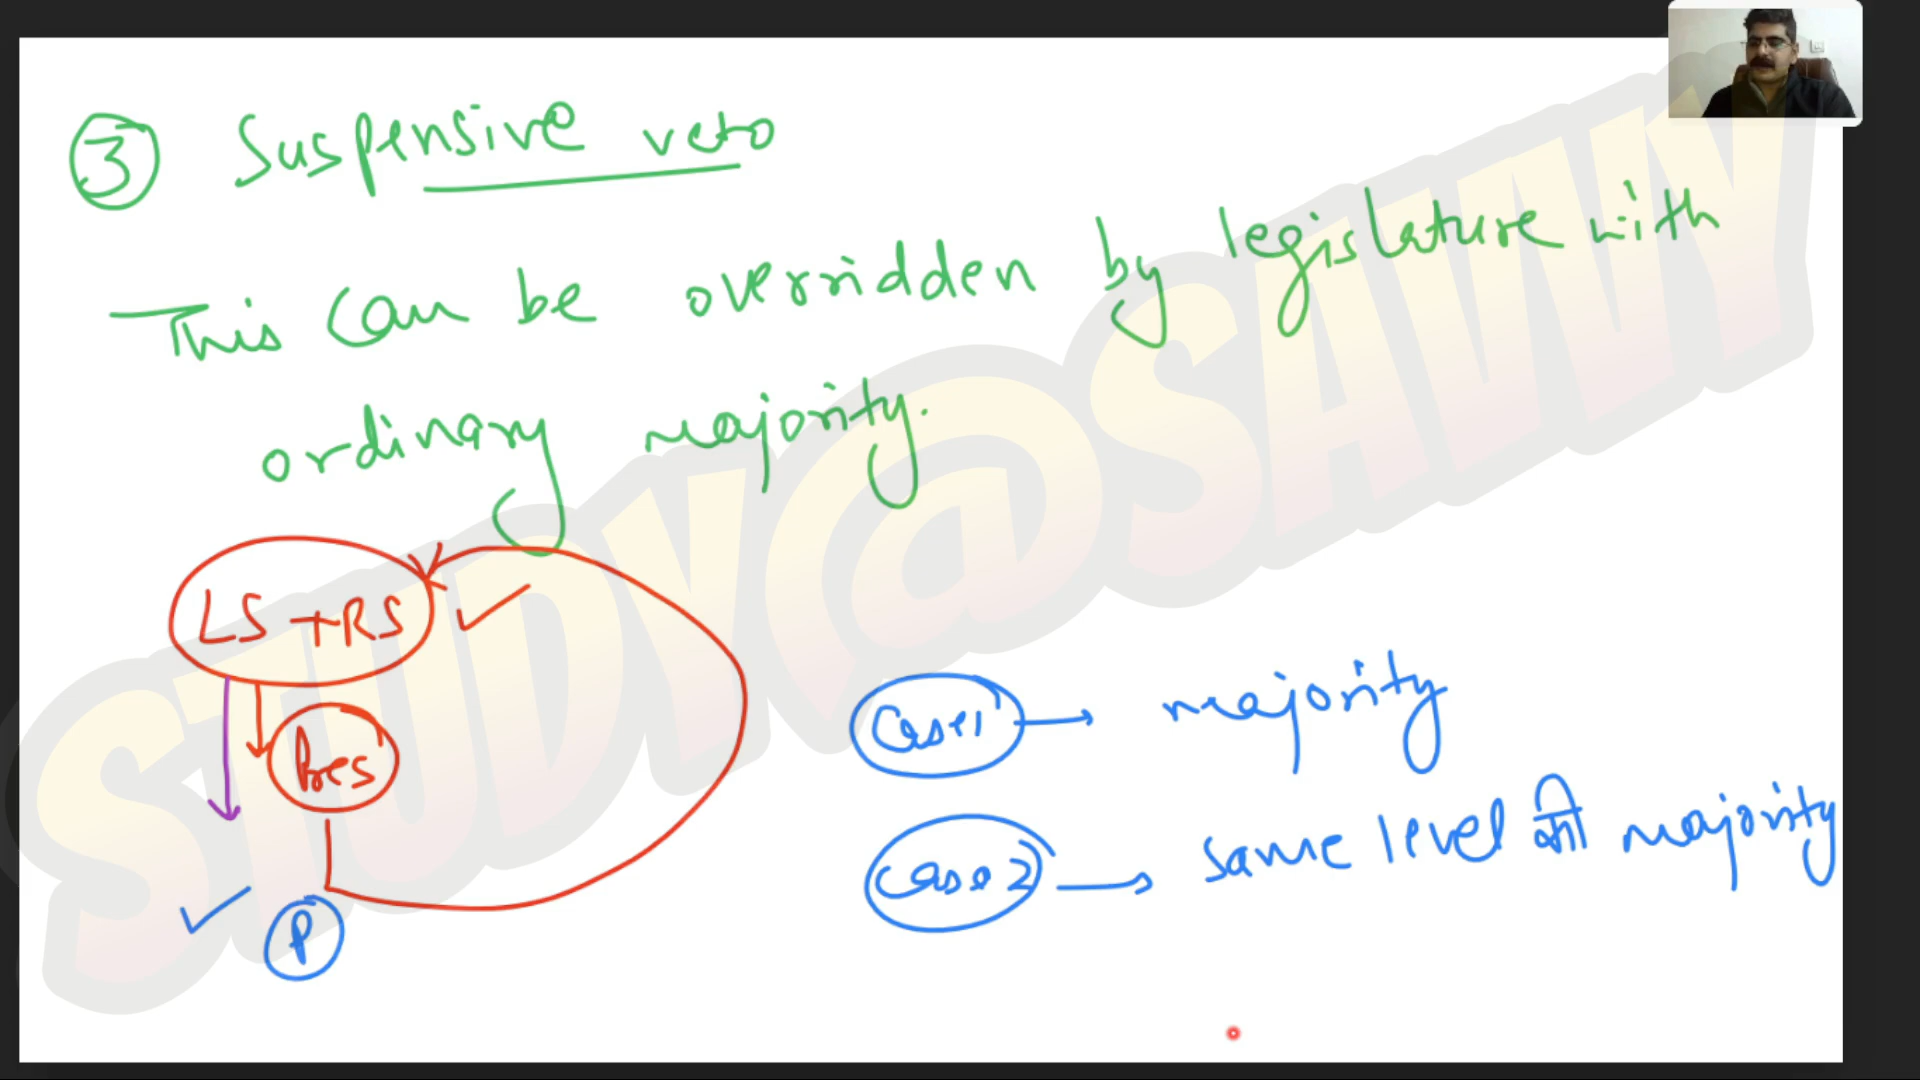 3 Suspensive veto
This can be overridden by legislature with
ordinary majority.
LS + RS
Pres
P
Case 1 → majority
Case 2 → same level की majority
STUDY@SAVVY